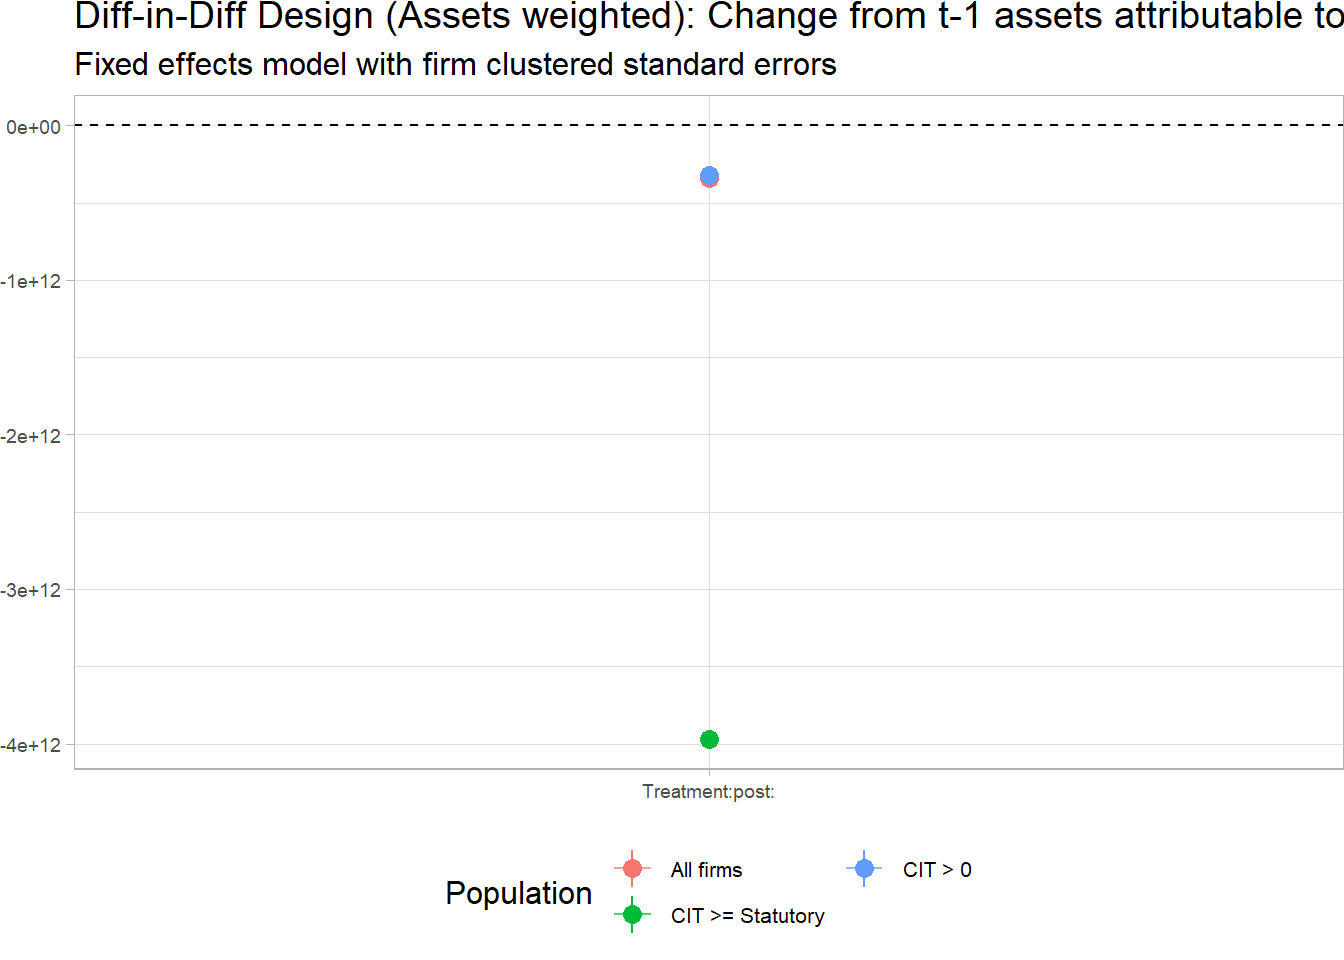 Diff-in-Diff Design (Assets weighted): Change from t-1 assets attributable to
Fixed effects model with firm clustered standard errors
0e+00
-1e+12
-2e+12
-3e+12
-4e+12
Treatment:post:
Population
All firms
CIT > 0
CIT >= Statutory